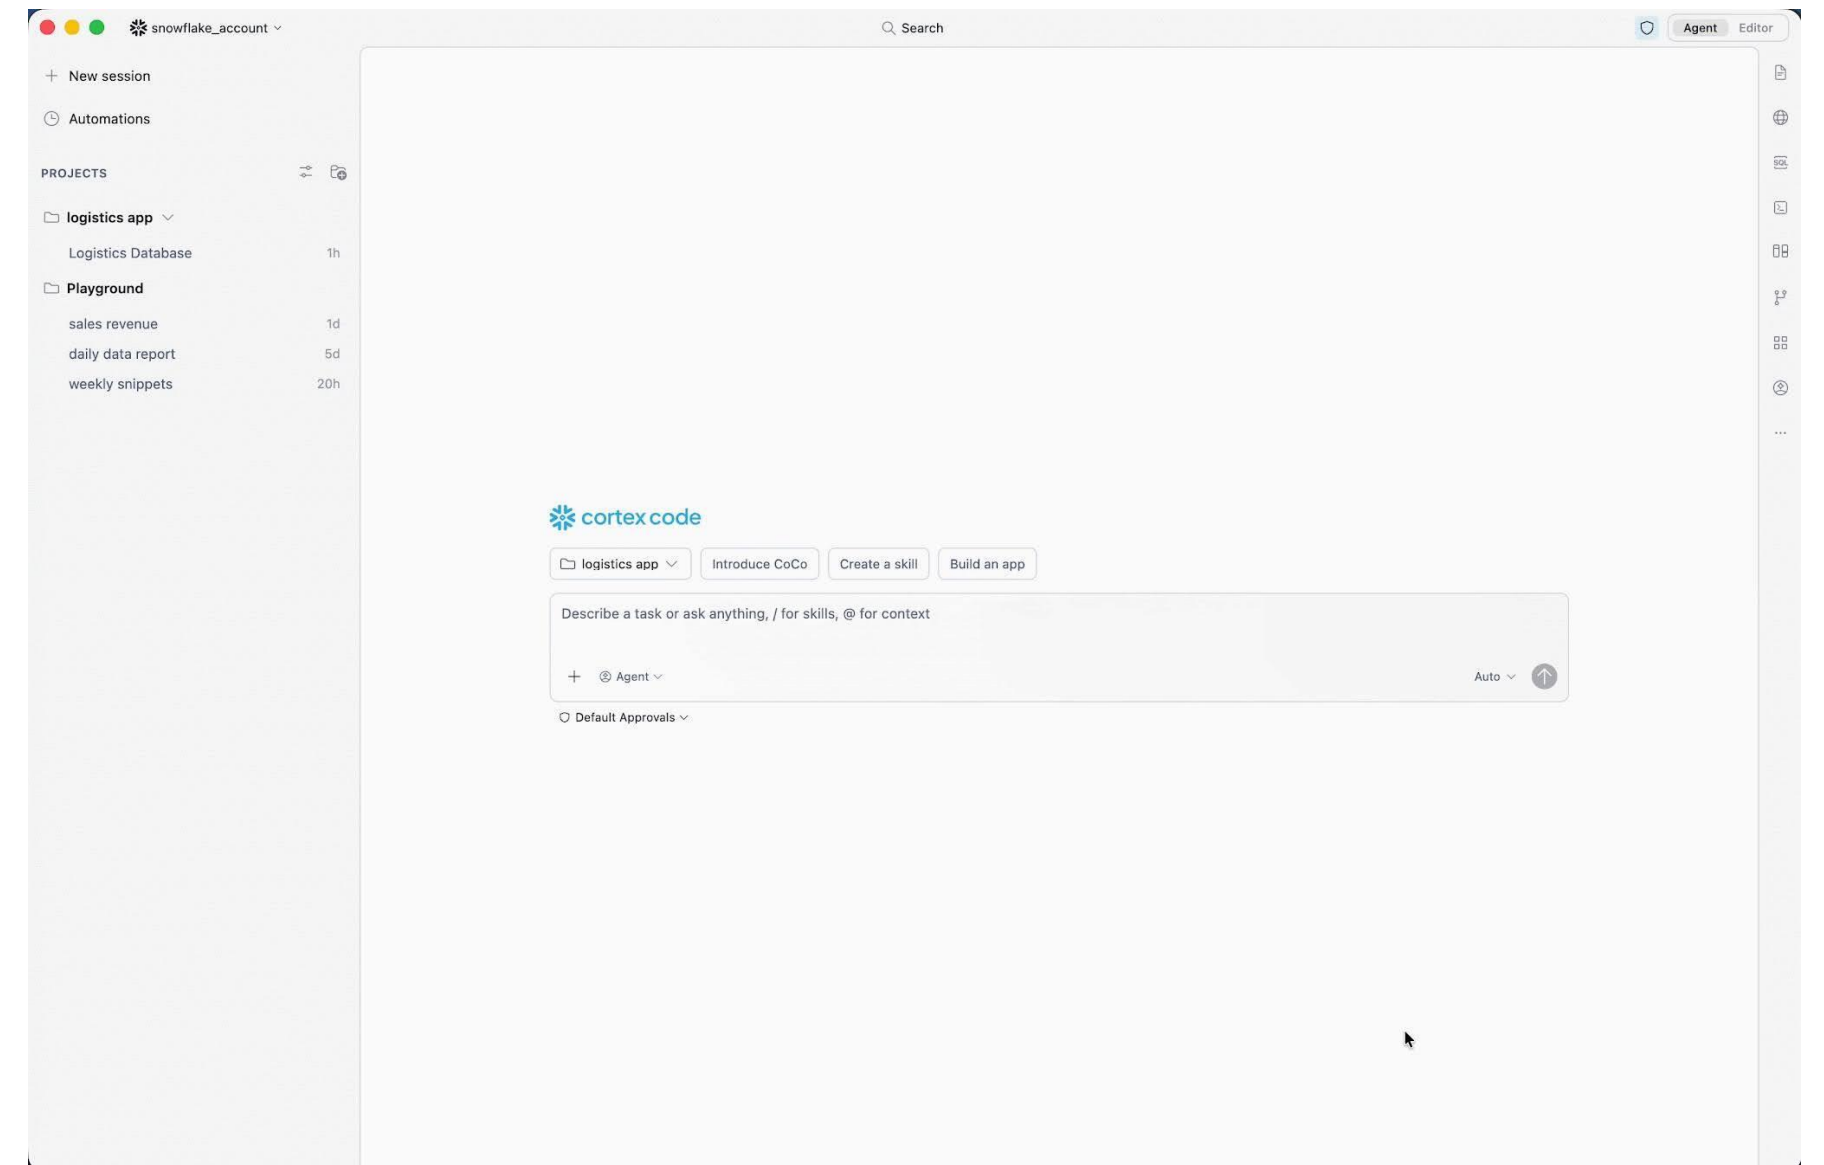 snowflake_account
Search
Agent Editor
New session
Automations
PROJECTS
logistics app
Logistics Database 1h
Playground
sales revenue 1d
daily data report 5d
weekly snippets 20h
SQL
cortex code
logistics app Introduce CoCo Create a skill Build an app
Describe a task or ask anything, / for skills, @ for context
Agent Auto
Default Approvals